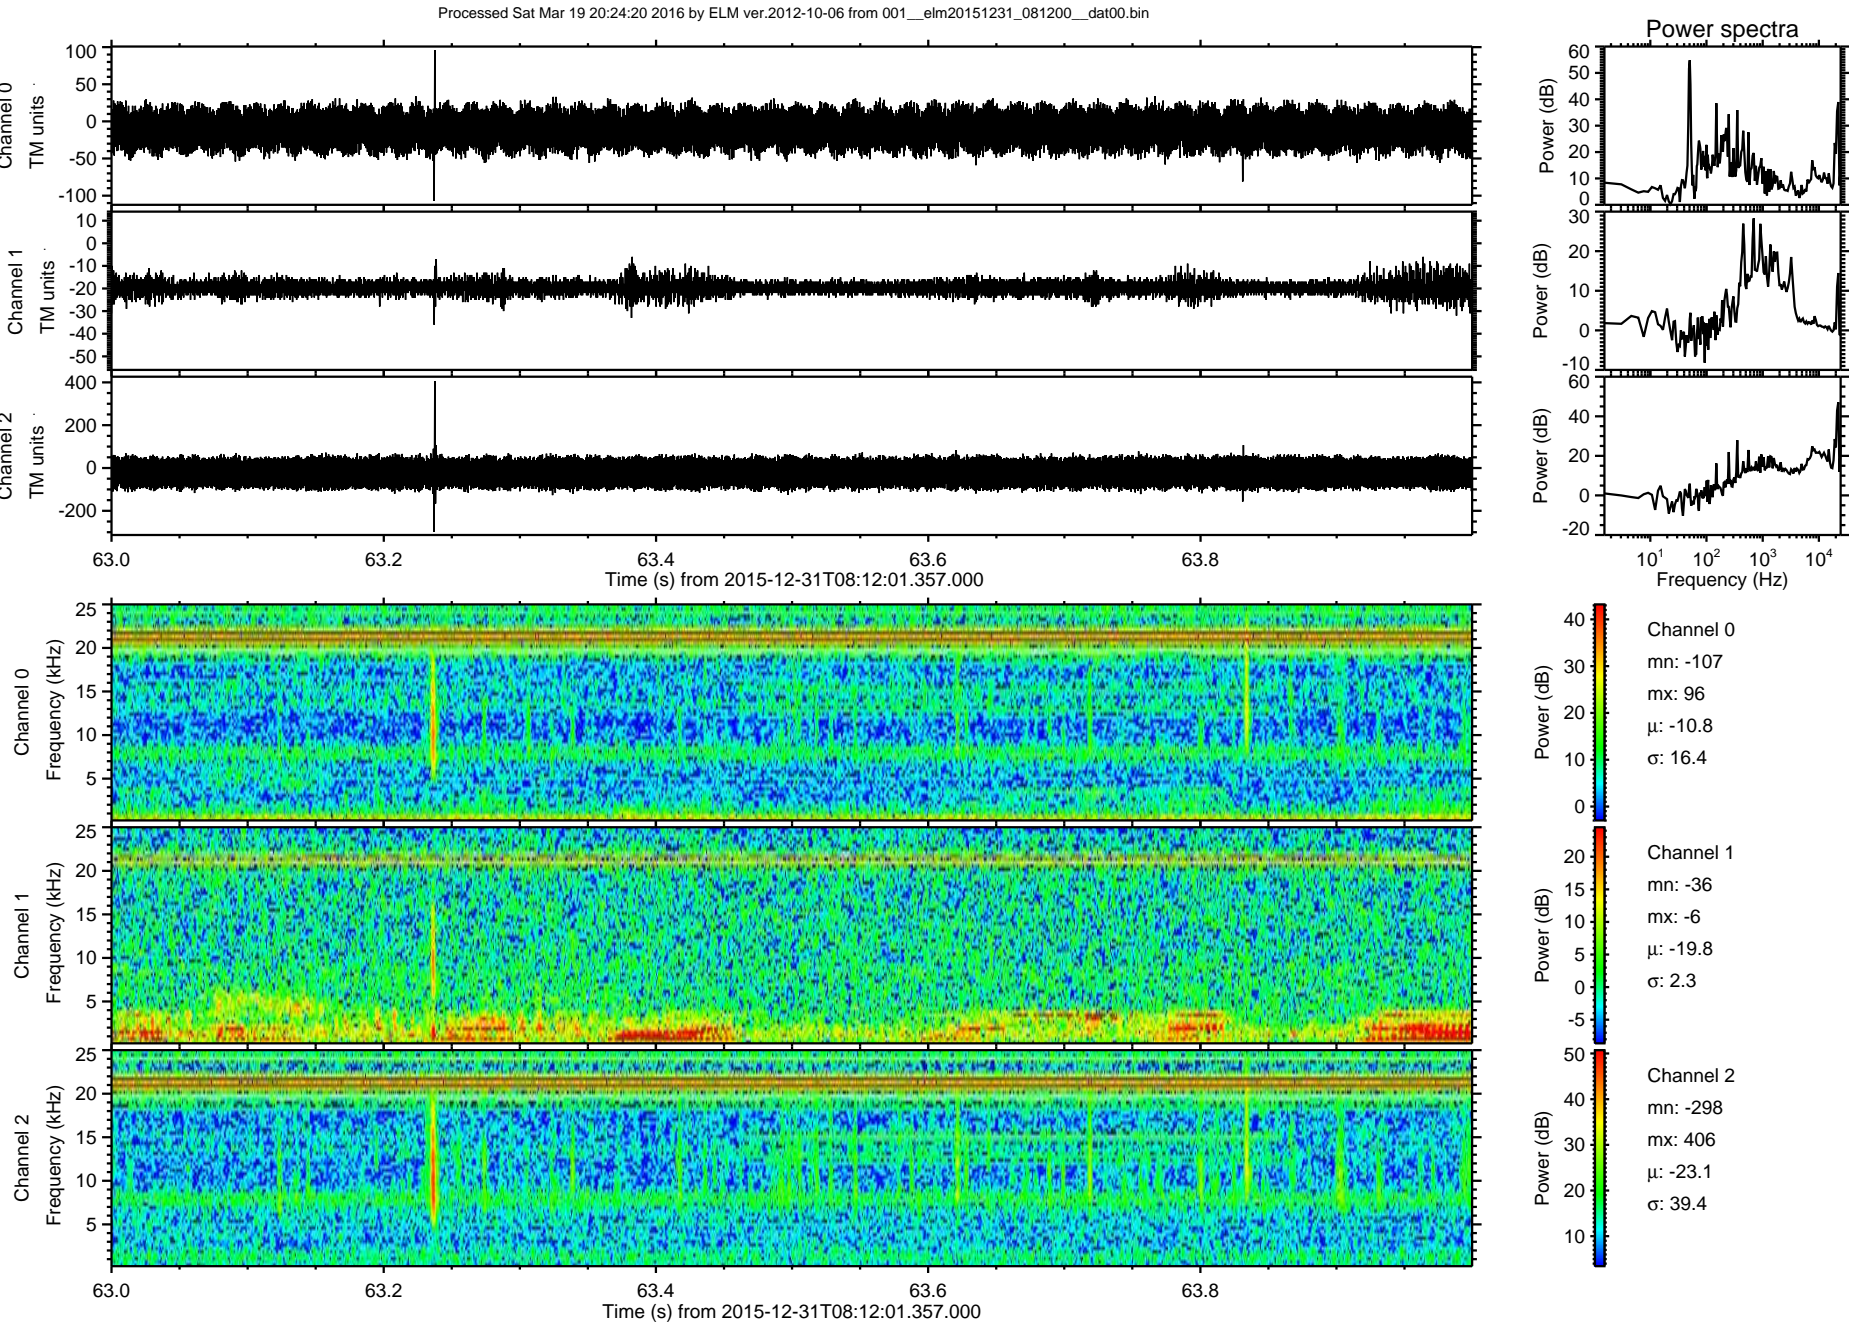 Processed Sat Mar 19 20:24:20 2016 by ELM ver.2012-10-06 from 001__elm20151231_081200__dat00.bin
Power spectra
Channel 0
TM units
100
50
0
-50
-100
Power (dB)
60
50
40
30
20
10
0
Channel 1
TM units
10
0
-10
-20
-30
-40
-50
Power (dB)
30
20
10
0
-10
Channel 2
TM units
400
200
0
-200
Power (dB)
60
40
20
0
-20
63.0 63.2 63.4 63.6 63.8
Time (s) from 2015-12-31T08:12:01.357.000
10^1 10^2 10^3 10^4
Frequency (Hz)
Channel 0
Frequency (kHz)
25
20
15
10
5
Power (dB)
40
30
20
10
0
Channel 0
mn: -107
mx: 96
μ: -10.8
σ: 16.4
Channel 1
Frequency (kHz)
25
20
15
10
5
Power (dB)
20
15
10
5
0
-5
Channel 1
mn: -36
mx: -6
μ: -19.8
σ: 2.3
Channel 2
Frequency (kHz)
25
20
15
10
5
Power (dB)
50
40
30
20
10
Channel 2
mn: -298
mx: 406
μ: -23.1
σ: 39.4
63.0 63.2 63.4 63.6 63.8
Time (s) from 2015-12-31T08:12:01.357.000